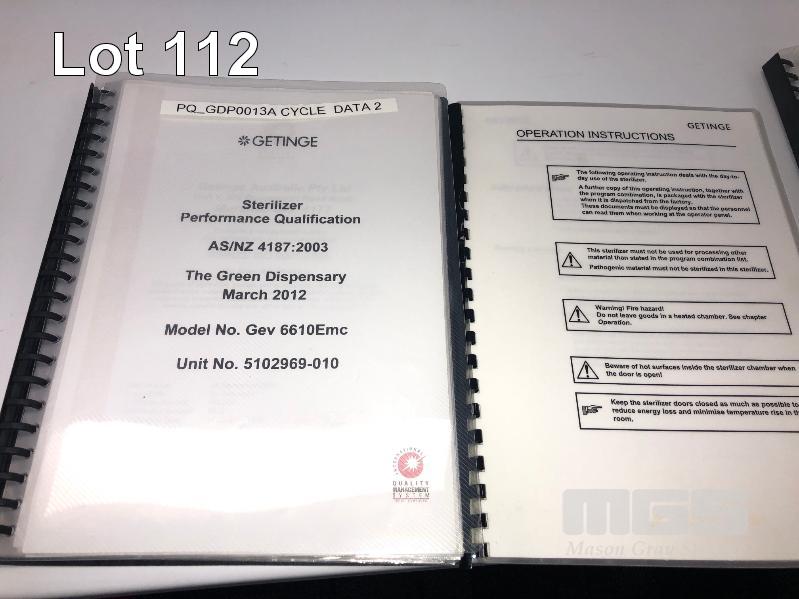 Lot 112
PQ_GDP0013A CYCLE DATA 2
GETINGE
Sterilizer
Performance Qualification
AS/NZ 4187:2003
The Green Dispensary
March 2012
Model No. Gev 6610Emc
Unit No. 5102969-010
INTERNATIONAL
QUALITY
MANAGEMENT
SYSTEM
GETINGE
OPERATION INSTRUCTIONS
The following operating instruction deals with the day-to-
day use of the sterilizer.
A further copy of this operating instruction, together with
the program combination, is packaged with the sterilizer
when it is dispatched from the factory.
These documents must be displayed so that the personnel
can read them when working at the operator panel.
This sterilizer must not be used for processing other
material than stated in the program combination list.
Pathogenic material must not be sterilized in this sterilizer.
Warning! Fire hazard!
Do not leave goods in a heated chamber. See chapter
Operation.
Beware of hot surfaces inside the sterilizer chamber when
the door is open!
Keep the sterilizer doors closed as much as possible to
reduce energy loss and minimise temperature rise in th
room.
MGS
Mason Gray